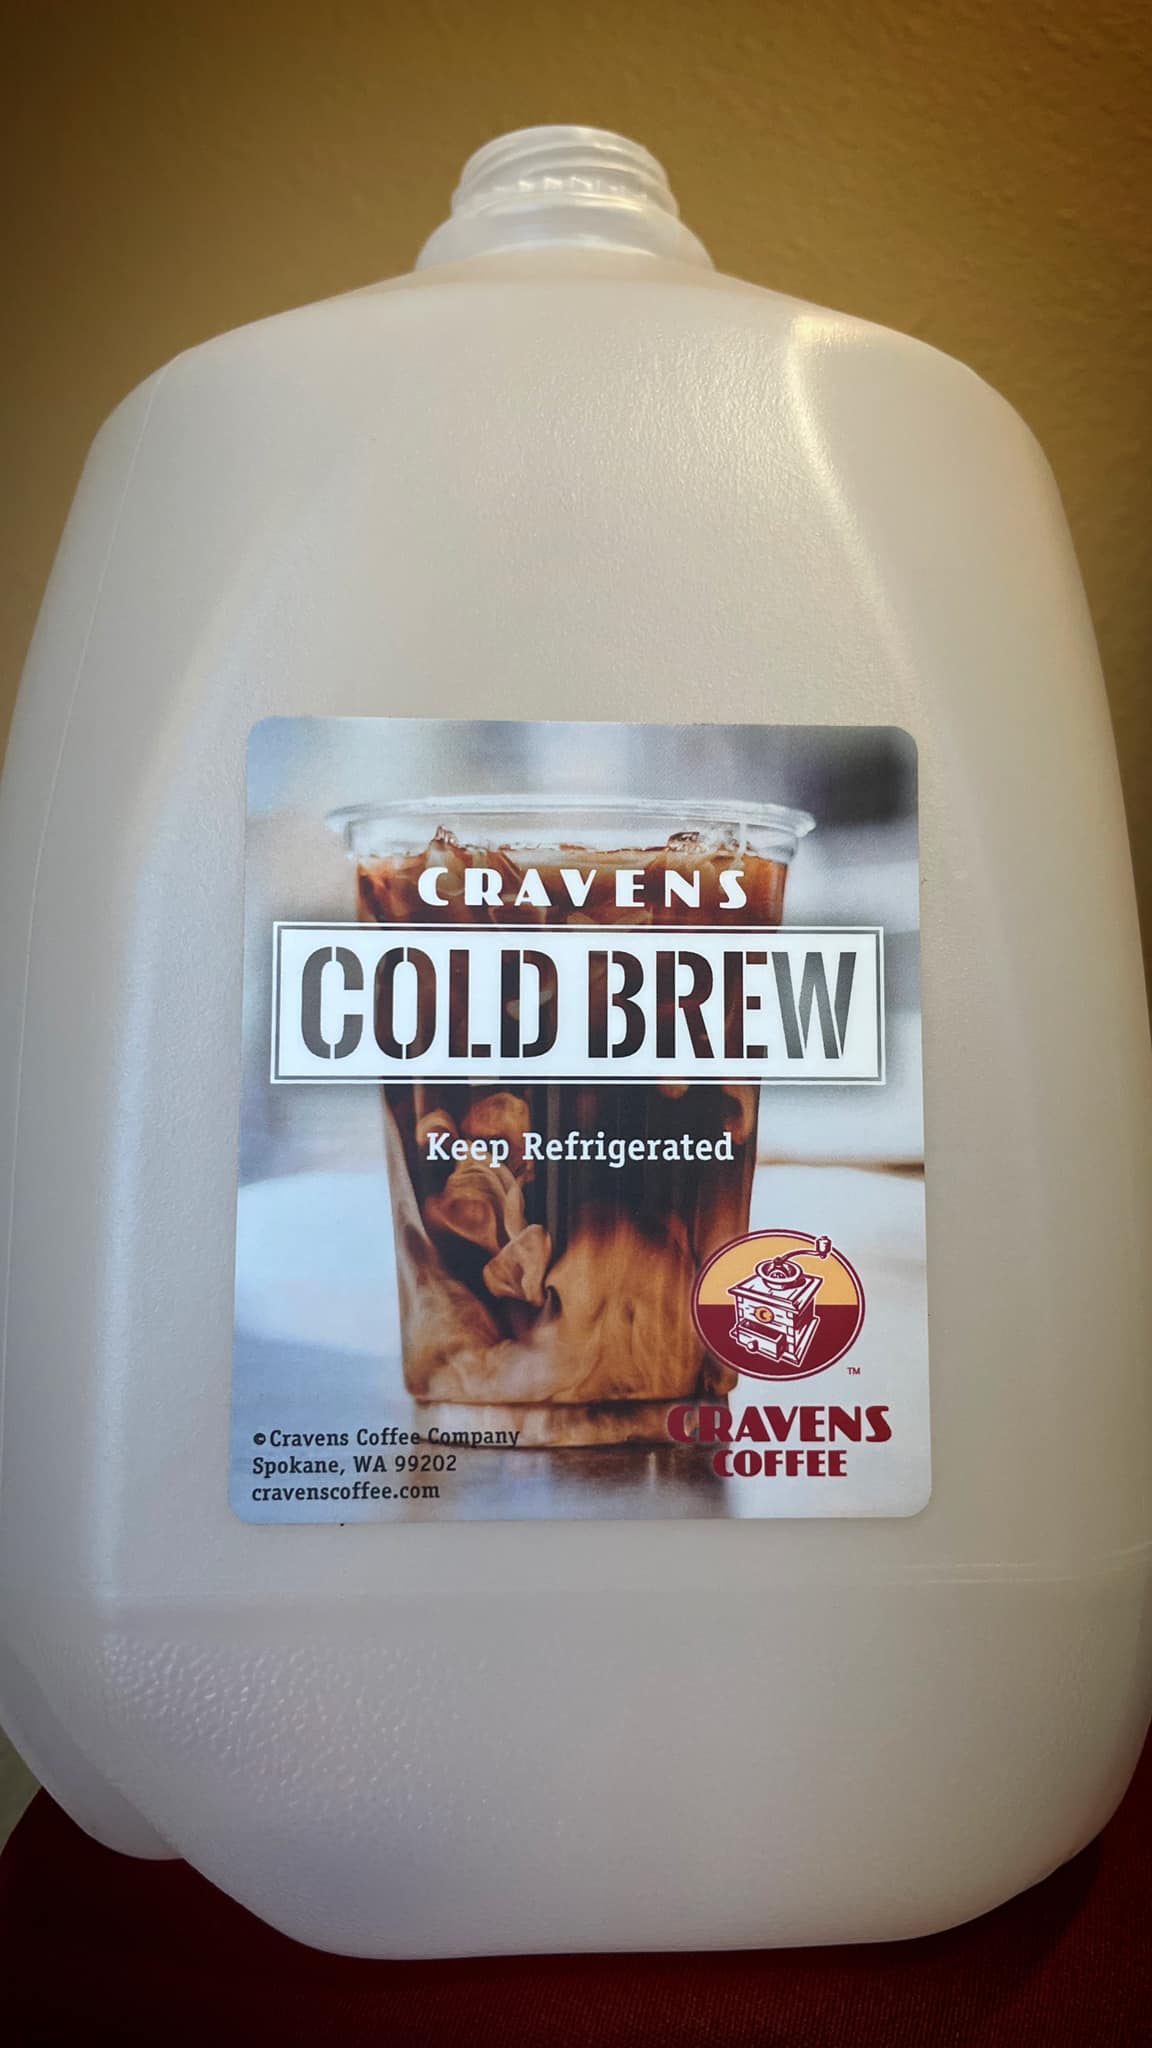 CRAVENS
COLD BREW
Keep Refrigerated
C
TM
CRAVENS
COFFEE
©Cravens Coffee Company
Spokane, WA 99202
cravenscoffee.com